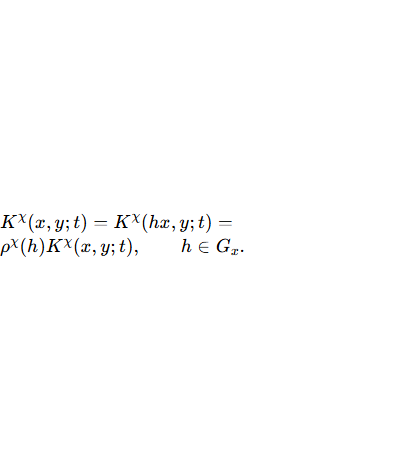 K^χ(x, y; t) = K^χ(hx, y; t) =
ρ^χ(h)K^χ(x, y; t), h ∈ G_x.